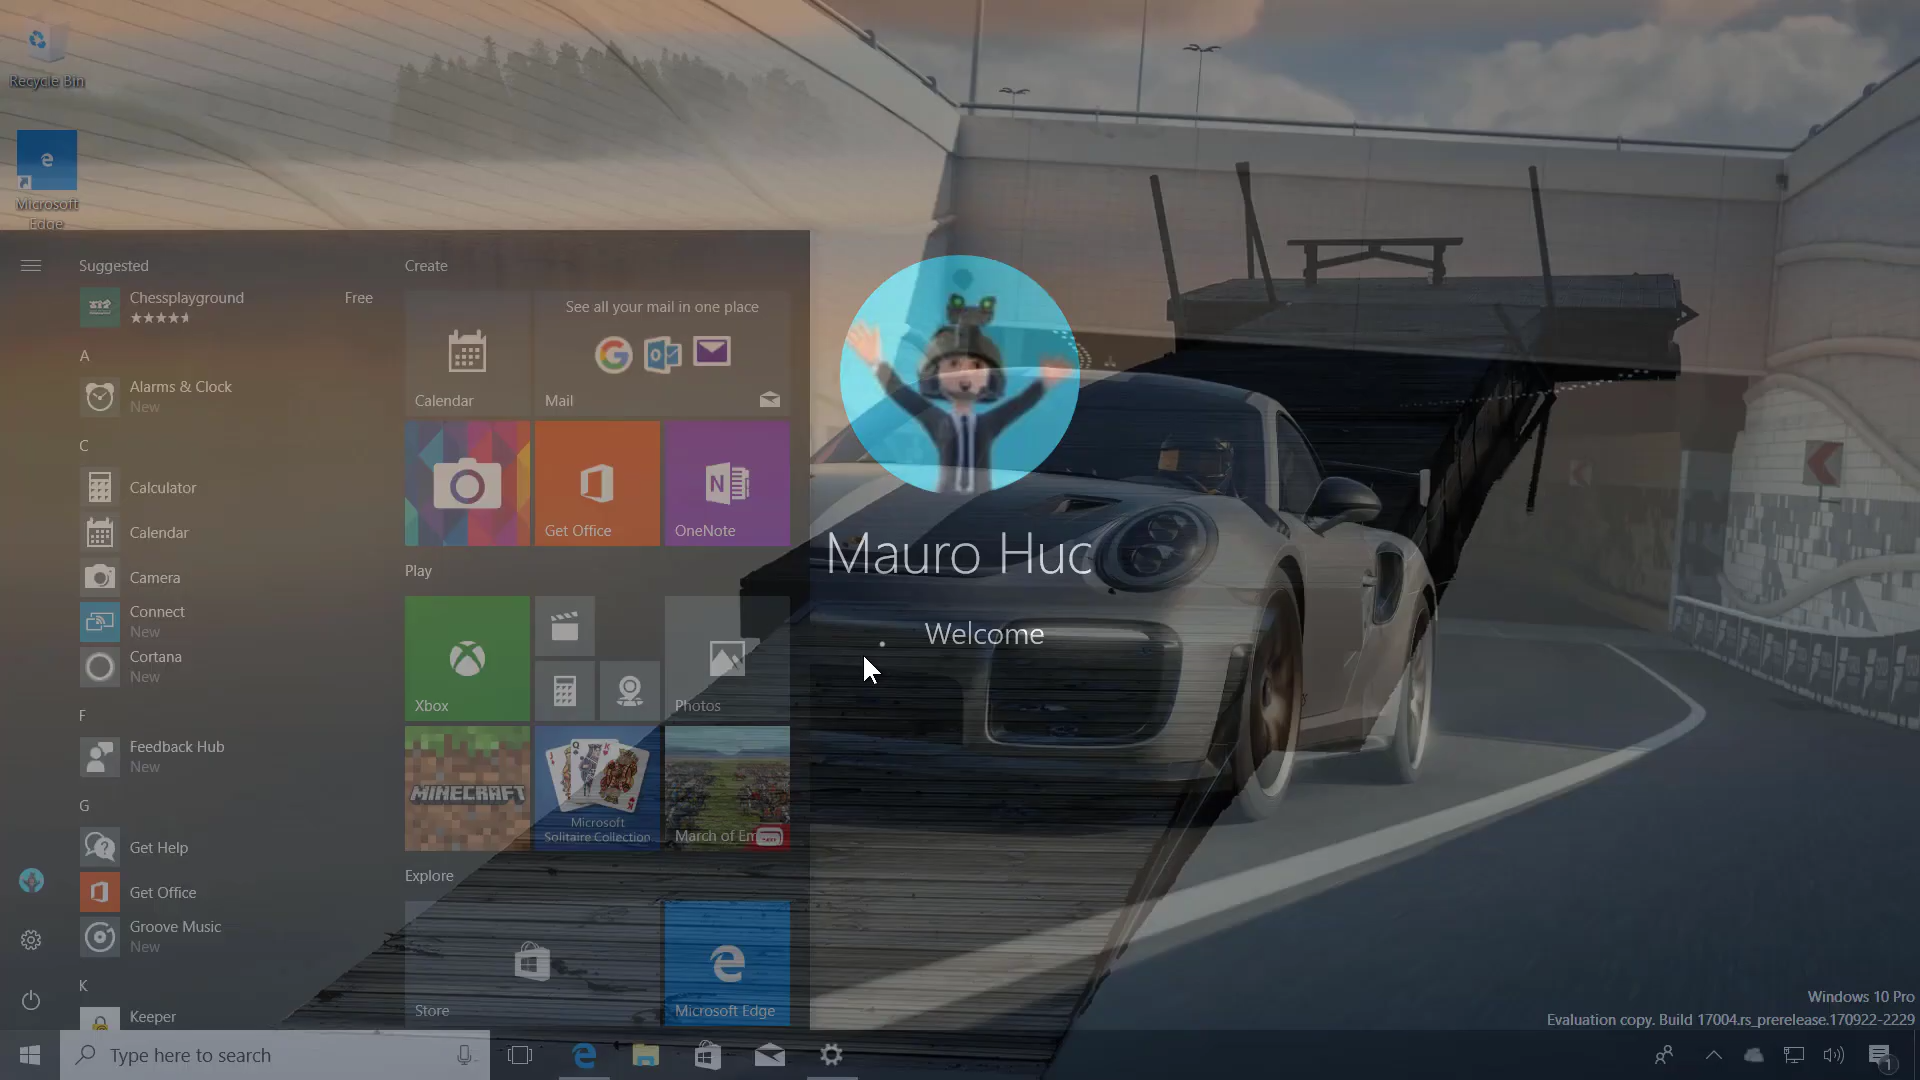 Recycle Bin
Microsoft
Edge
Suggested
Chessplayground
Free
A
Alarms & Clock
New
C
Calculator
Calendar
Camera
Connect
New
Cortana
New
F
Feedback Hub
New
G
Get Help
Get Office
Groove Music
New
K
Keeper
Create
See all your mail in one place
Calendar
Mail
Get Office
OneNote
Play
Xbox
Photos
MINECRAFT
Microsoft
Solitaire Collection
March of Em
Explore
Store
Microsoft Edge
Mauro Huc
Welcome
Windows 10 Pro
Evaluation copy. Build 17004.rs_prerelease.170922-2229
Type here to search
1